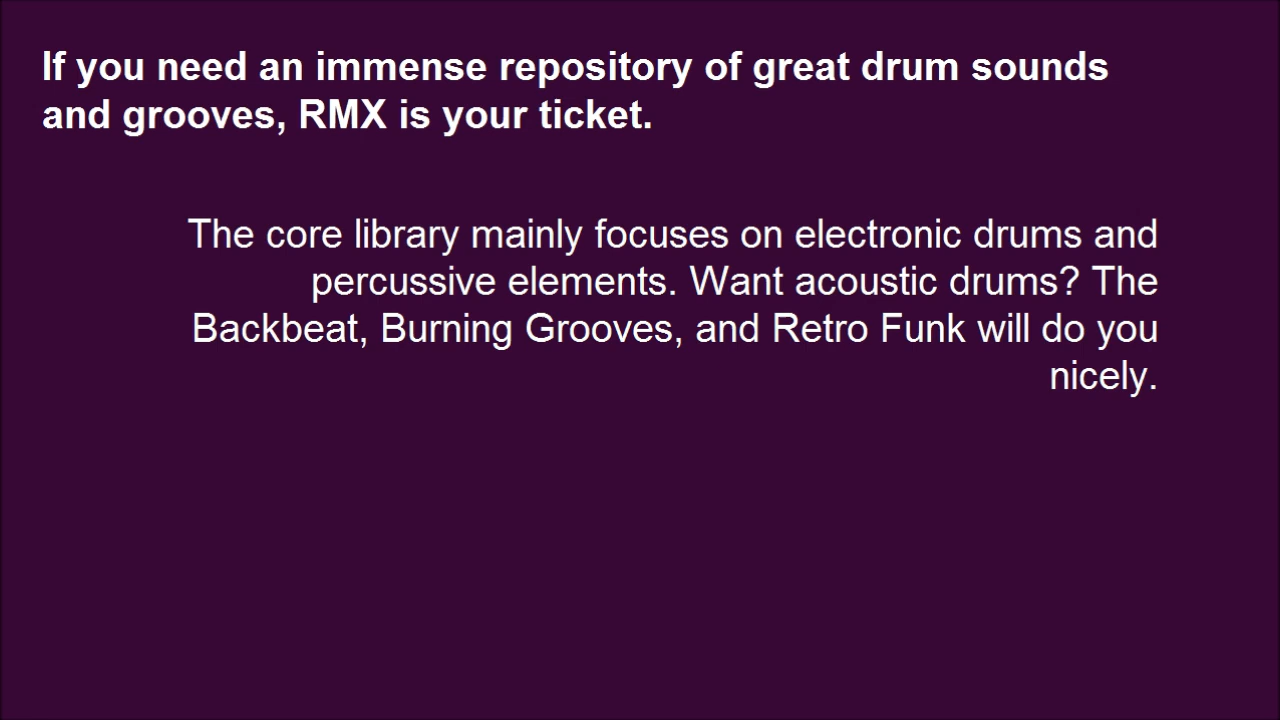 If you need an immense repository of great drum sounds
and grooves, RMX is your ticket.
The core library mainly focuses on electronic drums and
percussive elements. Want acoustic drums? The
Backbeat, Burning Grooves, and Retro Funk will do you
nicely.